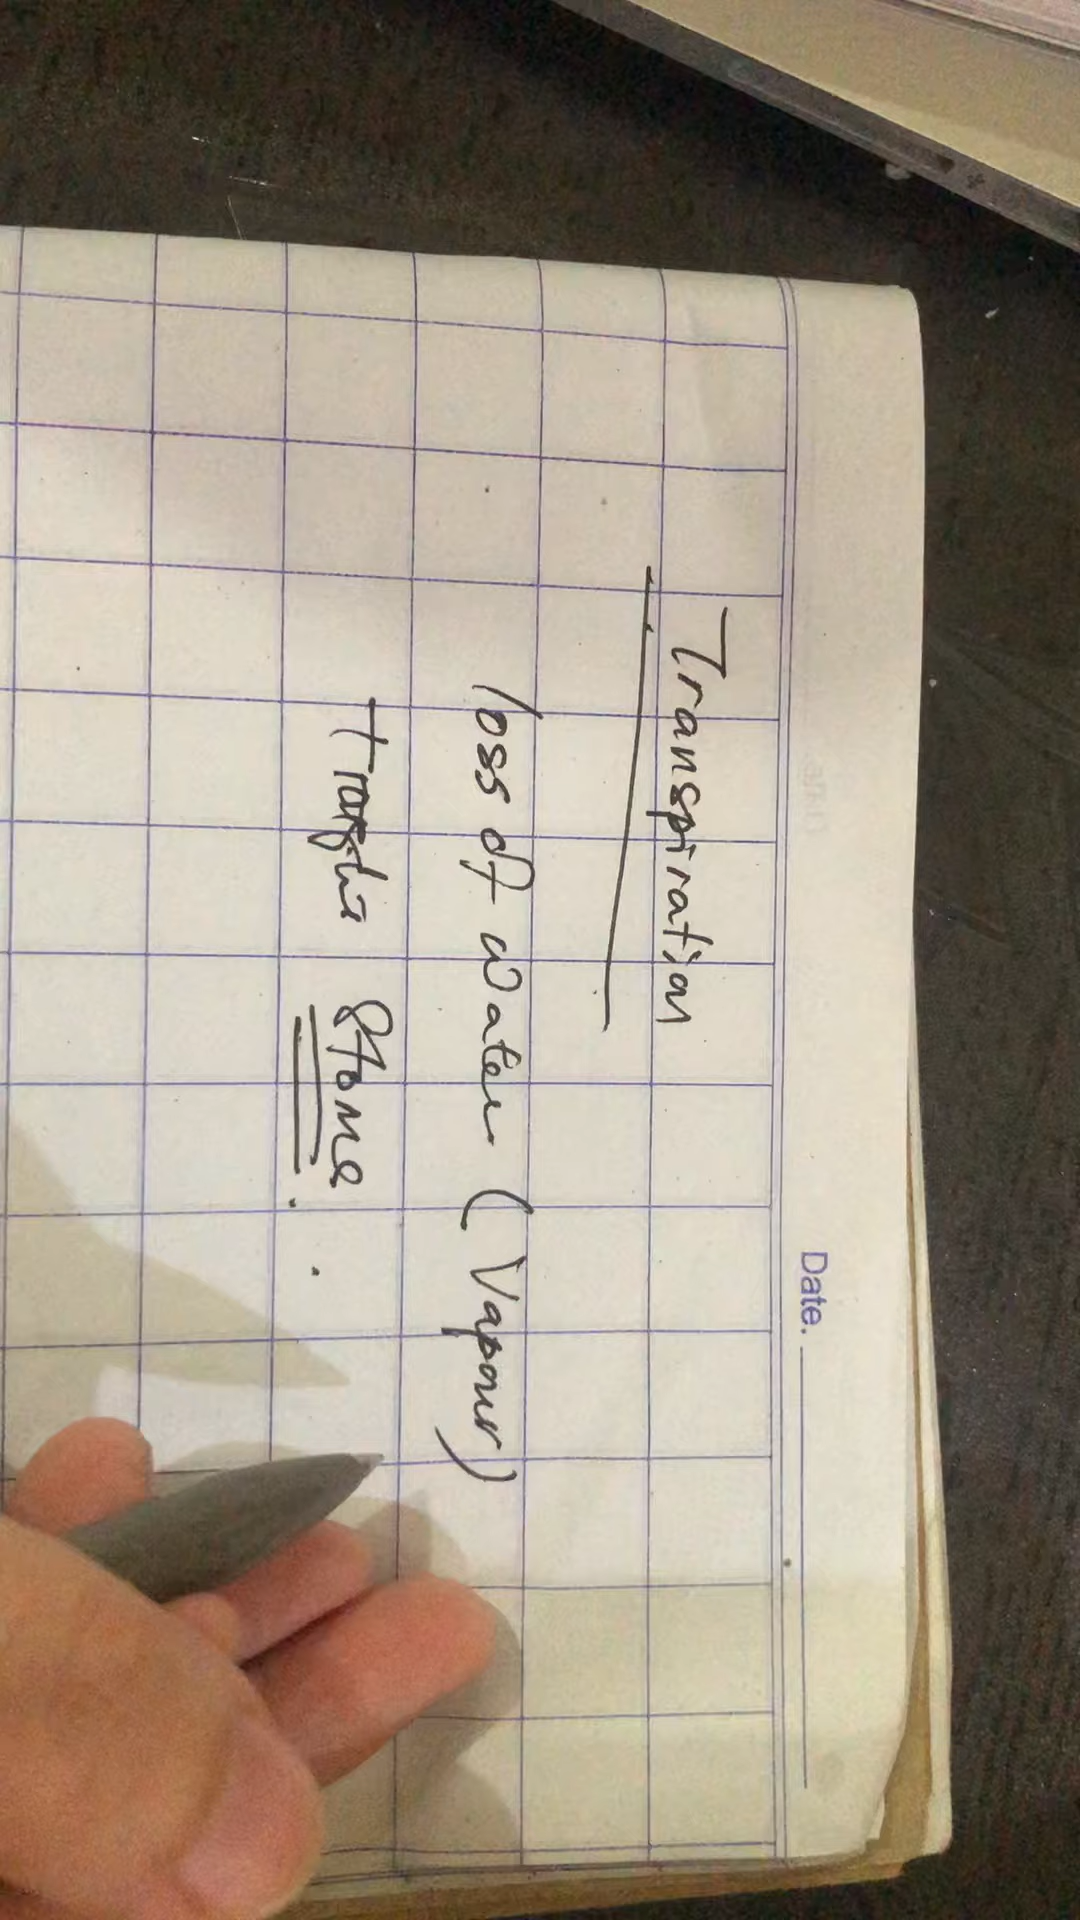 Date.
Transpiration
loss of water (Vapour)
Stoma